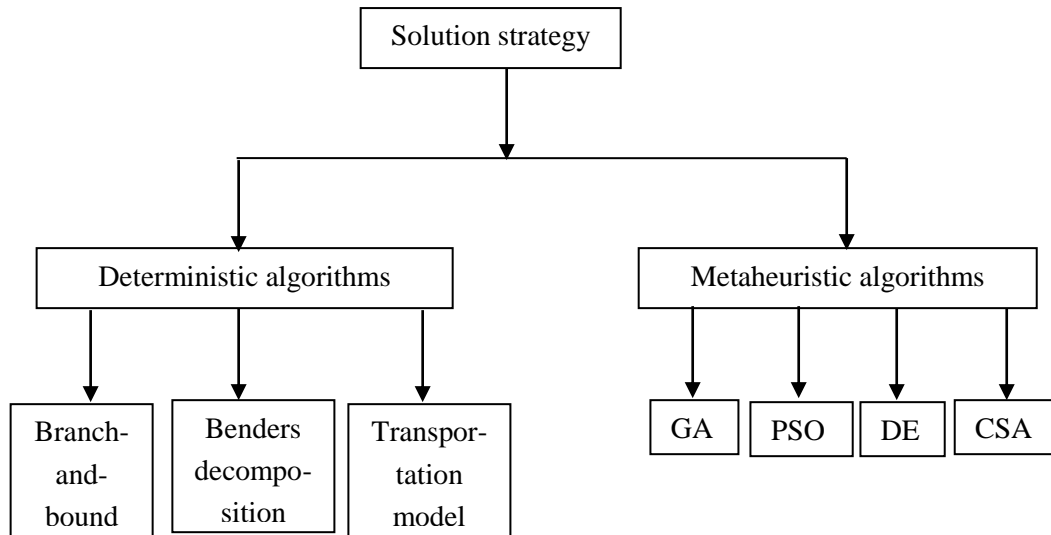 Solution strategy
Deterministic algorithms
Metaheuristic algorithms
Branch-
and-
bound
Benders
decompo-
sition
Transpor-
tation
model
GA
PSO
DE
CSA